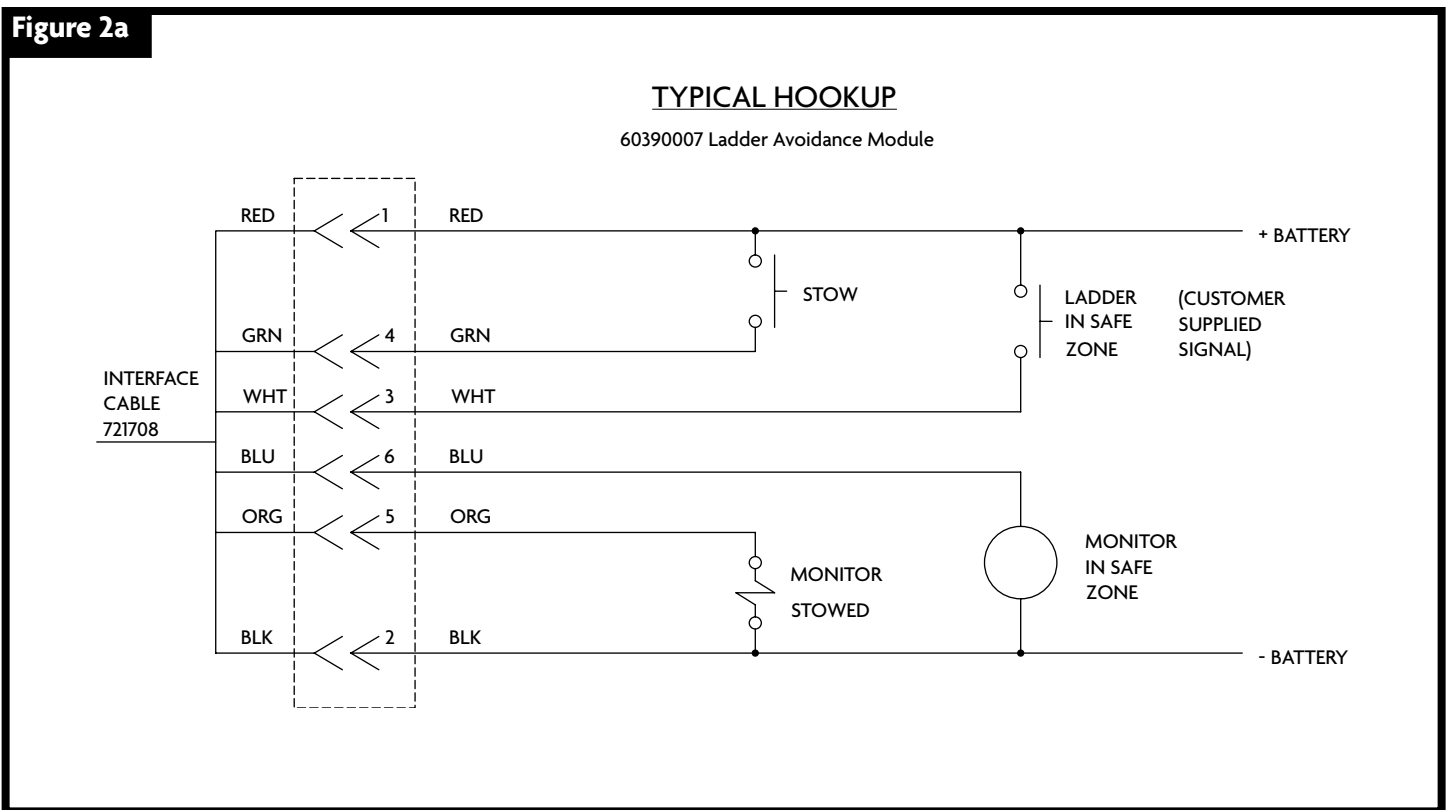 Figure 2a
TYPICAL HOOKUP
60390007 Ladder Avoidance Module
RED
1
RED
+ BATTERY
STOW
LADDER
IN SAFE
ZONE
(CUSTOMER
SUPPLIED
SIGNAL)
GRN
4
GRN
INTERFACE
CABLE
721708
WHT
3
WHT
BLU
6
BLU
ORG
5
ORG
MONITOR
STOWED
MONITOR
IN SAFE
ZONE
BLK
2
BLK
- BATTERY